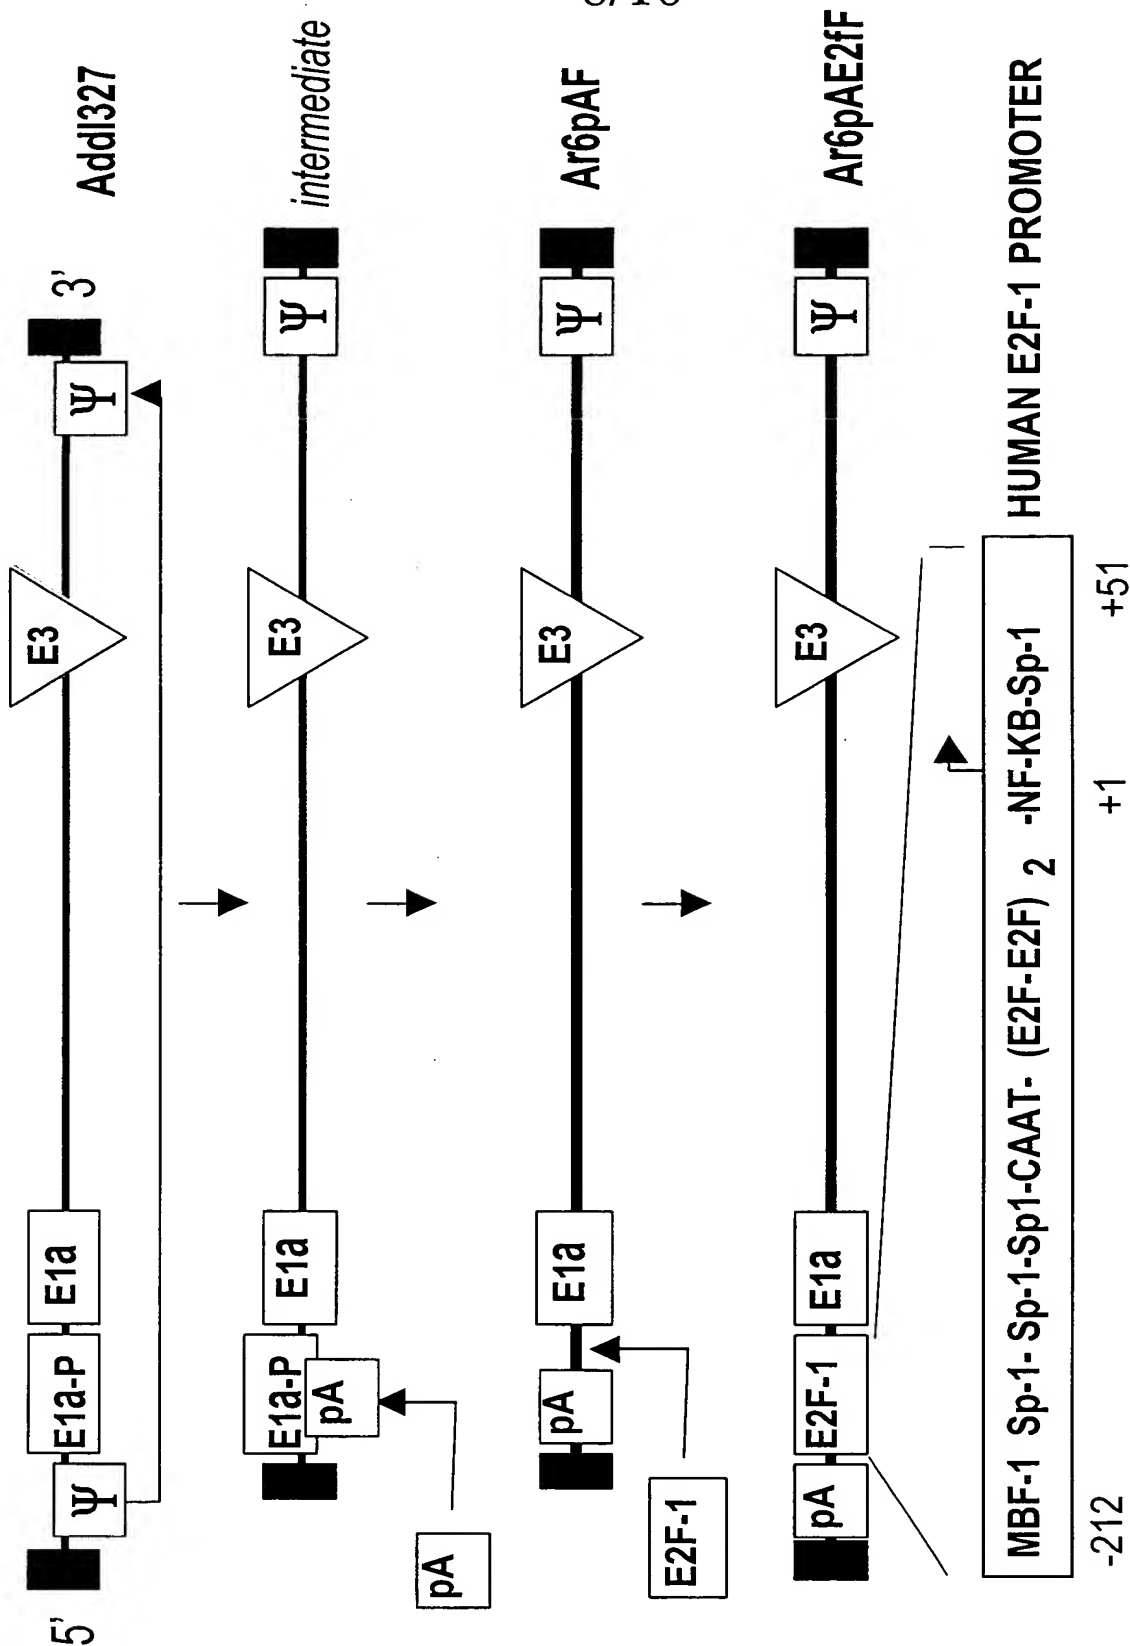 5'
Ψ
E1a-P
E1a
E3
Ψ
3'
Addl327
E1a-P
pA
E1a
E3
Ψ
intermediate
pA
pA
E1a
E3
Ψ
Ar6pAF
E2F-1
pA
E2F-1
E1a
E3
Ψ
Ar6pAE2fF
MBF-1 Sp-1- Sp-1-Sp1-CAAT- (E2F-E2F) 2 -NF-KB-Sp-1
HUMAN E2F-1 PROMOTER
-212
+1
+51